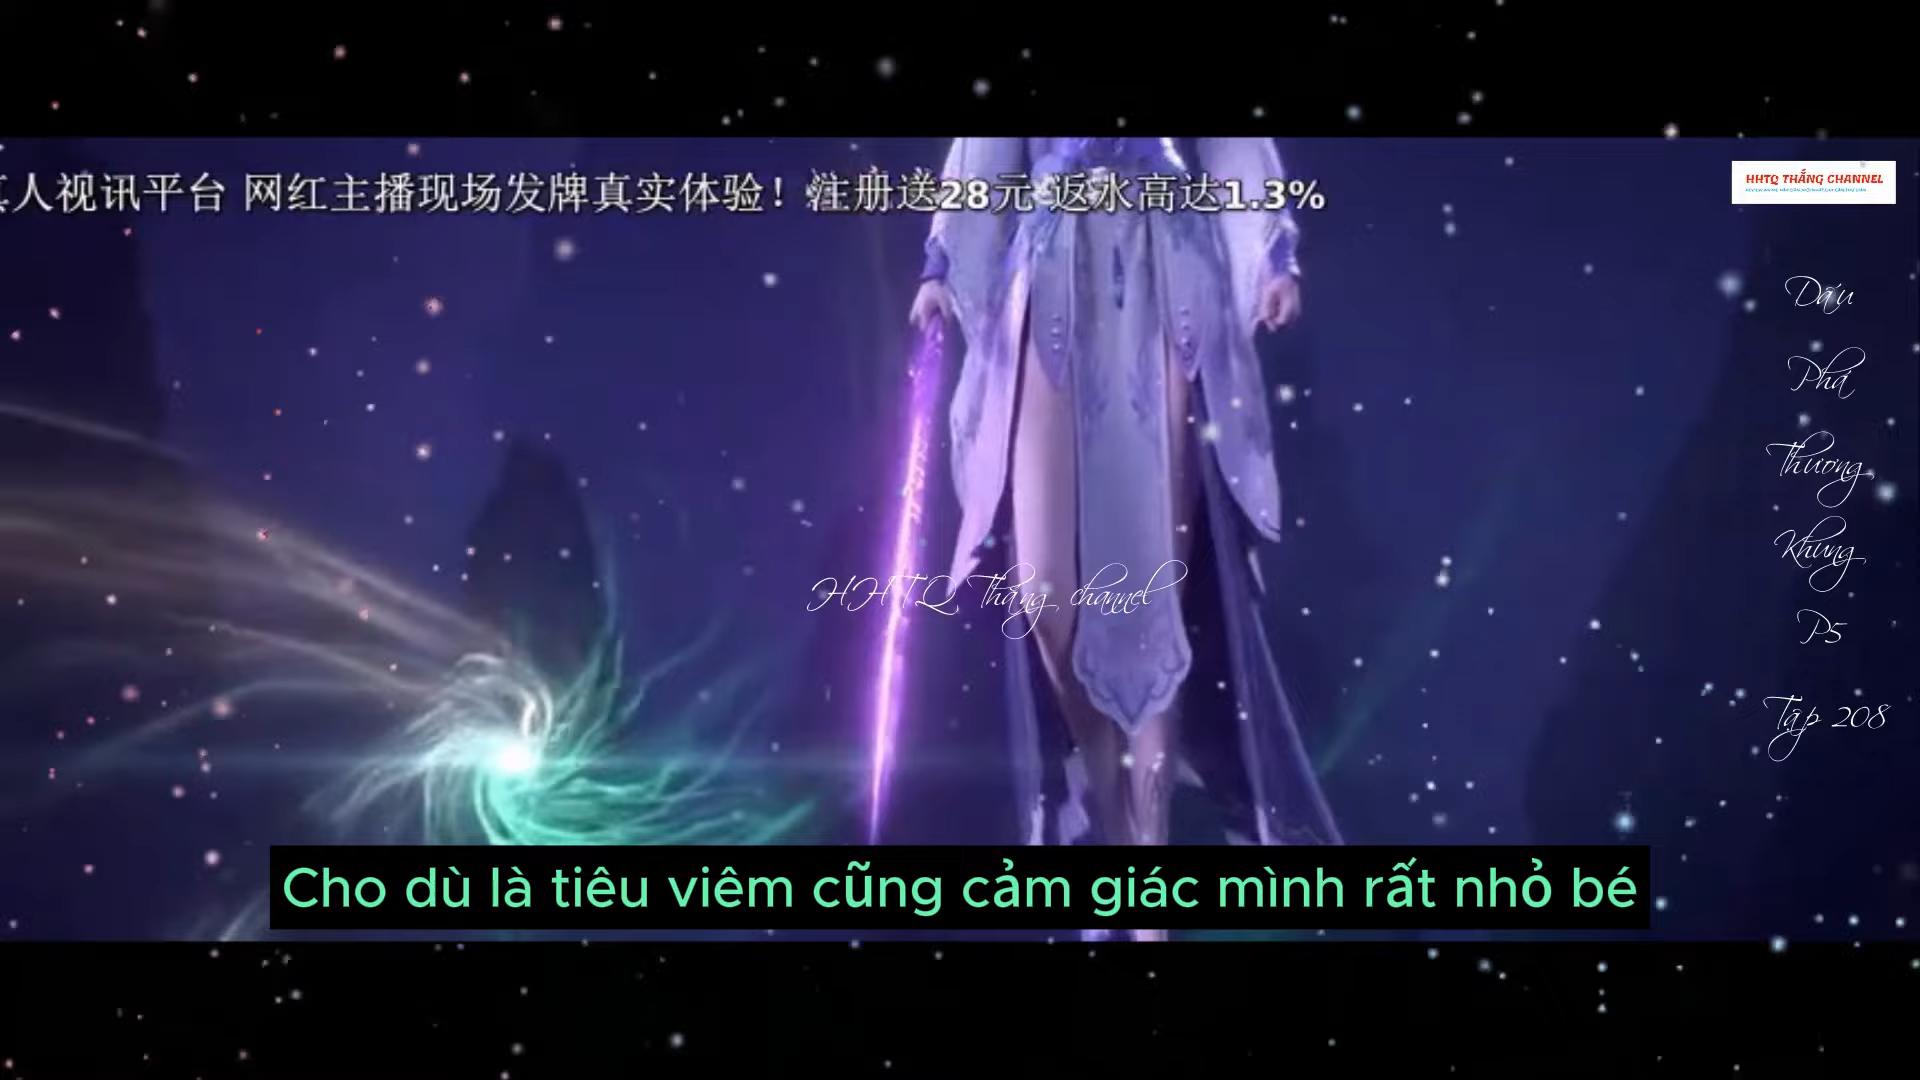 人视讯平台 网红主播现场发牌真实体验！注册送28元 返水高达1.3%
HHTQ THẮNG CHANNEL
Dấu
Phá
Thương
Khung
P5
Tập 208
HHTQ Thắng channel
Cho dù là tiêu viêm cũng cảm giác mình rất nhỏ bé